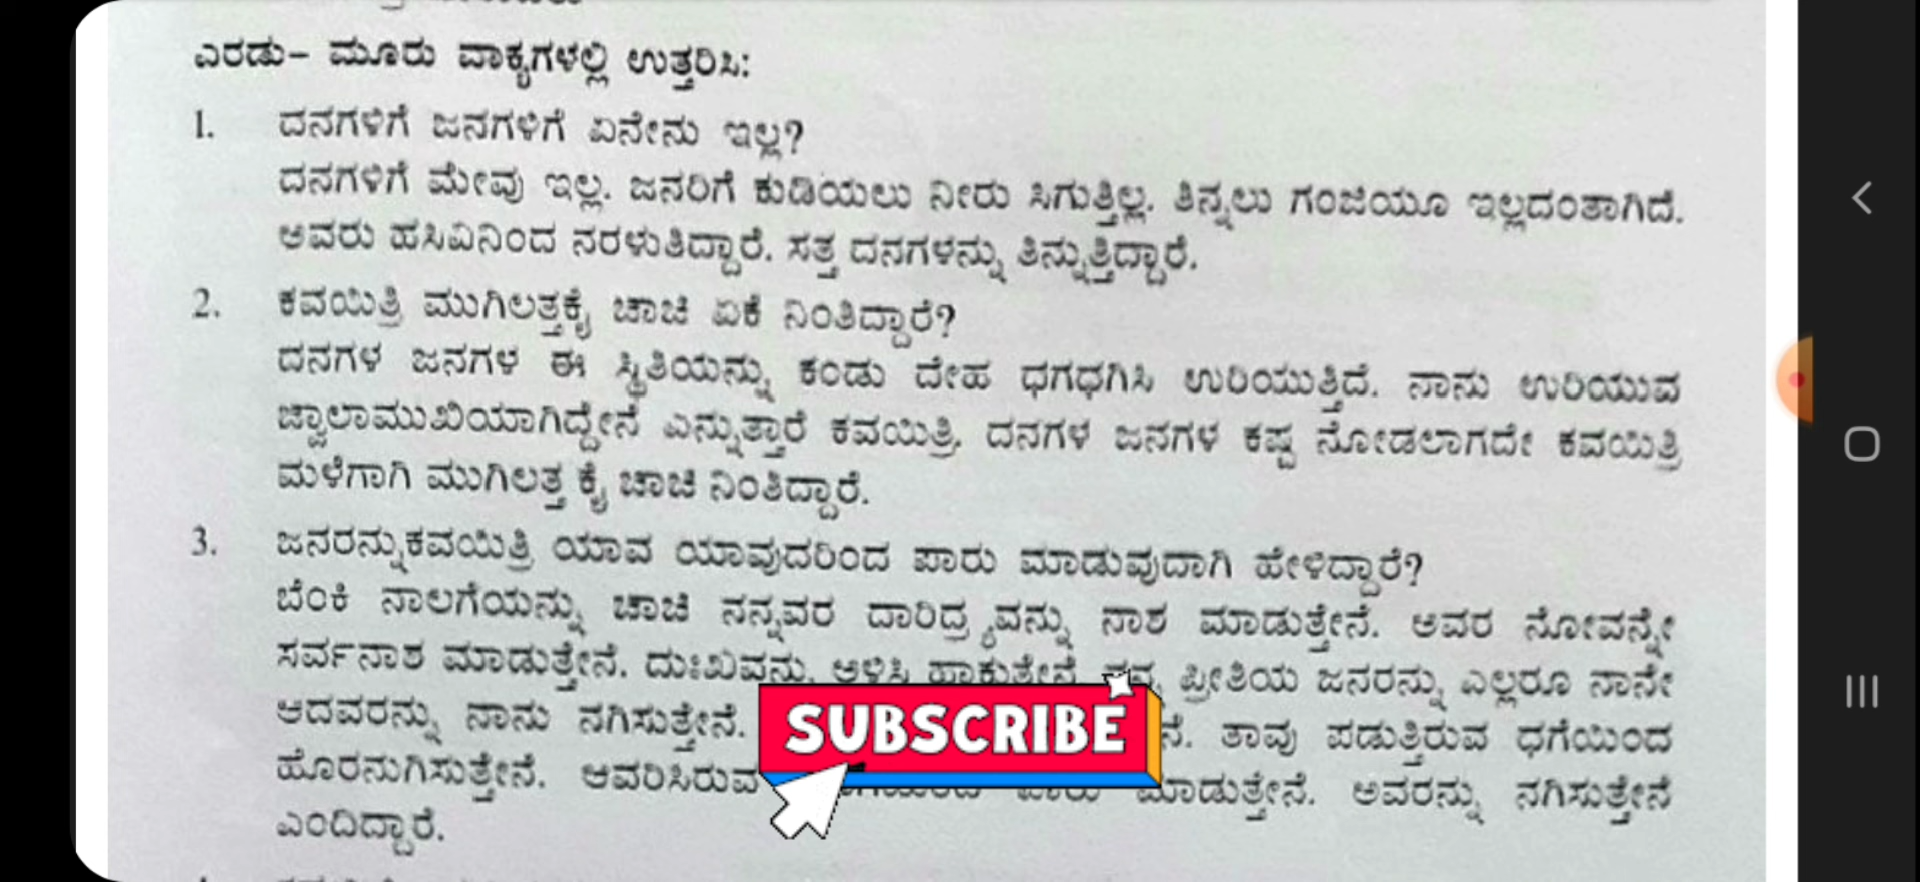 ಎರಡು– ಮೂರು ವಾಕ್ಯಗಳಲ್ಲಿ ಉತ್ತರಿಸಿ:
1. ದನಗಳಿಗೆ ಜನಗಳಿಗೆ ಏನೇನು ಇಲ್ಲ?
ದನಗಳಿಗೆ ಮೇವು ಇಲ್ಲ. ಜನರಿಗೆ ಕುಡಿಯಲು ನೀರು ಸಿಗುತ್ತಿಲ್ಲ. ತಿನ್ನಲು ಗಂಜಿಯೂ ಇಲ್ಲದಂತಾಗಿದೆ.
ಅವರು ಹಸಿವಿನಿಂದ ನರಳುತಿದ್ದಾರೆ. ಸತ್ತ ದನಗಳನ್ನು ತಿನ್ನುತ್ತಿದ್ದಾರೆ.
2. ಕವಯಿತ್ರಿ ಮುಗಿಲತ್ತಕೈ ಚಾಚಿ ಏಕೆ ನಿಂತಿದ್ದಾರೆ?
ದನಗಳ ಜನಗಳ ಈ ಸ್ಥಿತಿಯನ್ನು ಕಂಡು ದೇಹ ಧಗಧಗಿಸಿ ಉರಿಯುತ್ತಿದೆ. ನಾನು ಉರಿಯುವ
ಜ್ವಾಲಾಮುಖಿಯಾಗಿದ್ದೇನೆ ಎನ್ನುತ್ತಾರೆ ಕವಯಿತ್ರಿ. ದನಗಳ ಜನಗಳ ಕಷ್ಟ ನೋಡಲಾಗದೇ ಕವಯಿತ್ರಿ
ಮಳೆಗಾಗಿ ಮುಗಿಲತ್ತ ಕೈ ಚಾಚಿ ನಿಂತಿದ್ದಾರೆ.
3. ಜನರನ್ನುಕವಯಿತ್ರಿ ಯಾವ ಯಾವುದರಿಂದ ಪಾರು ಮಾಡುವುದಾಗಿ ಹೇಳಿದ್ದಾರೆ?
ಬೆಂಕಿ ನಾಲಗೆಯನ್ನು ಚಾಚಿ ನನ್ನವರ ದಾರಿದ್ರ್ಯವನ್ನು ನಾಶ ಮಾಡುತ್ತೇನೆ. ಅವರ ನೋವನ್ನೇ
ಸರ್ವನಾಶ ಮಾಡುತ್ತೇನೆ. ದುಃಖವನ್ನು ಅಳಿಸಿ ಹಾಕುತ್ತೇನೆ. ಪ್ರೀತಿಯ ಜನರನ್ನು ಎಲ್ಲರೂ ನಾನೇ
ಆದವರನ್ನು ನಾನು ನಗಿಸುತ್ತೇನೆ. ತಾವು ಪಡುತ್ತಿರುವ ಧಗೆಯಿಂದ
ಹೊರನುಗಿಸುತ್ತೇನೆ. ಆವರಿಸಿರುವ ಪಾರು ಮಾಡುತ್ತೇನೆ. ಅವರನ್ನು ನಗಿಸುತ್ತೇನೆ
ಎಂದಿದ್ದಾರೆ.
SUBSCRIBE